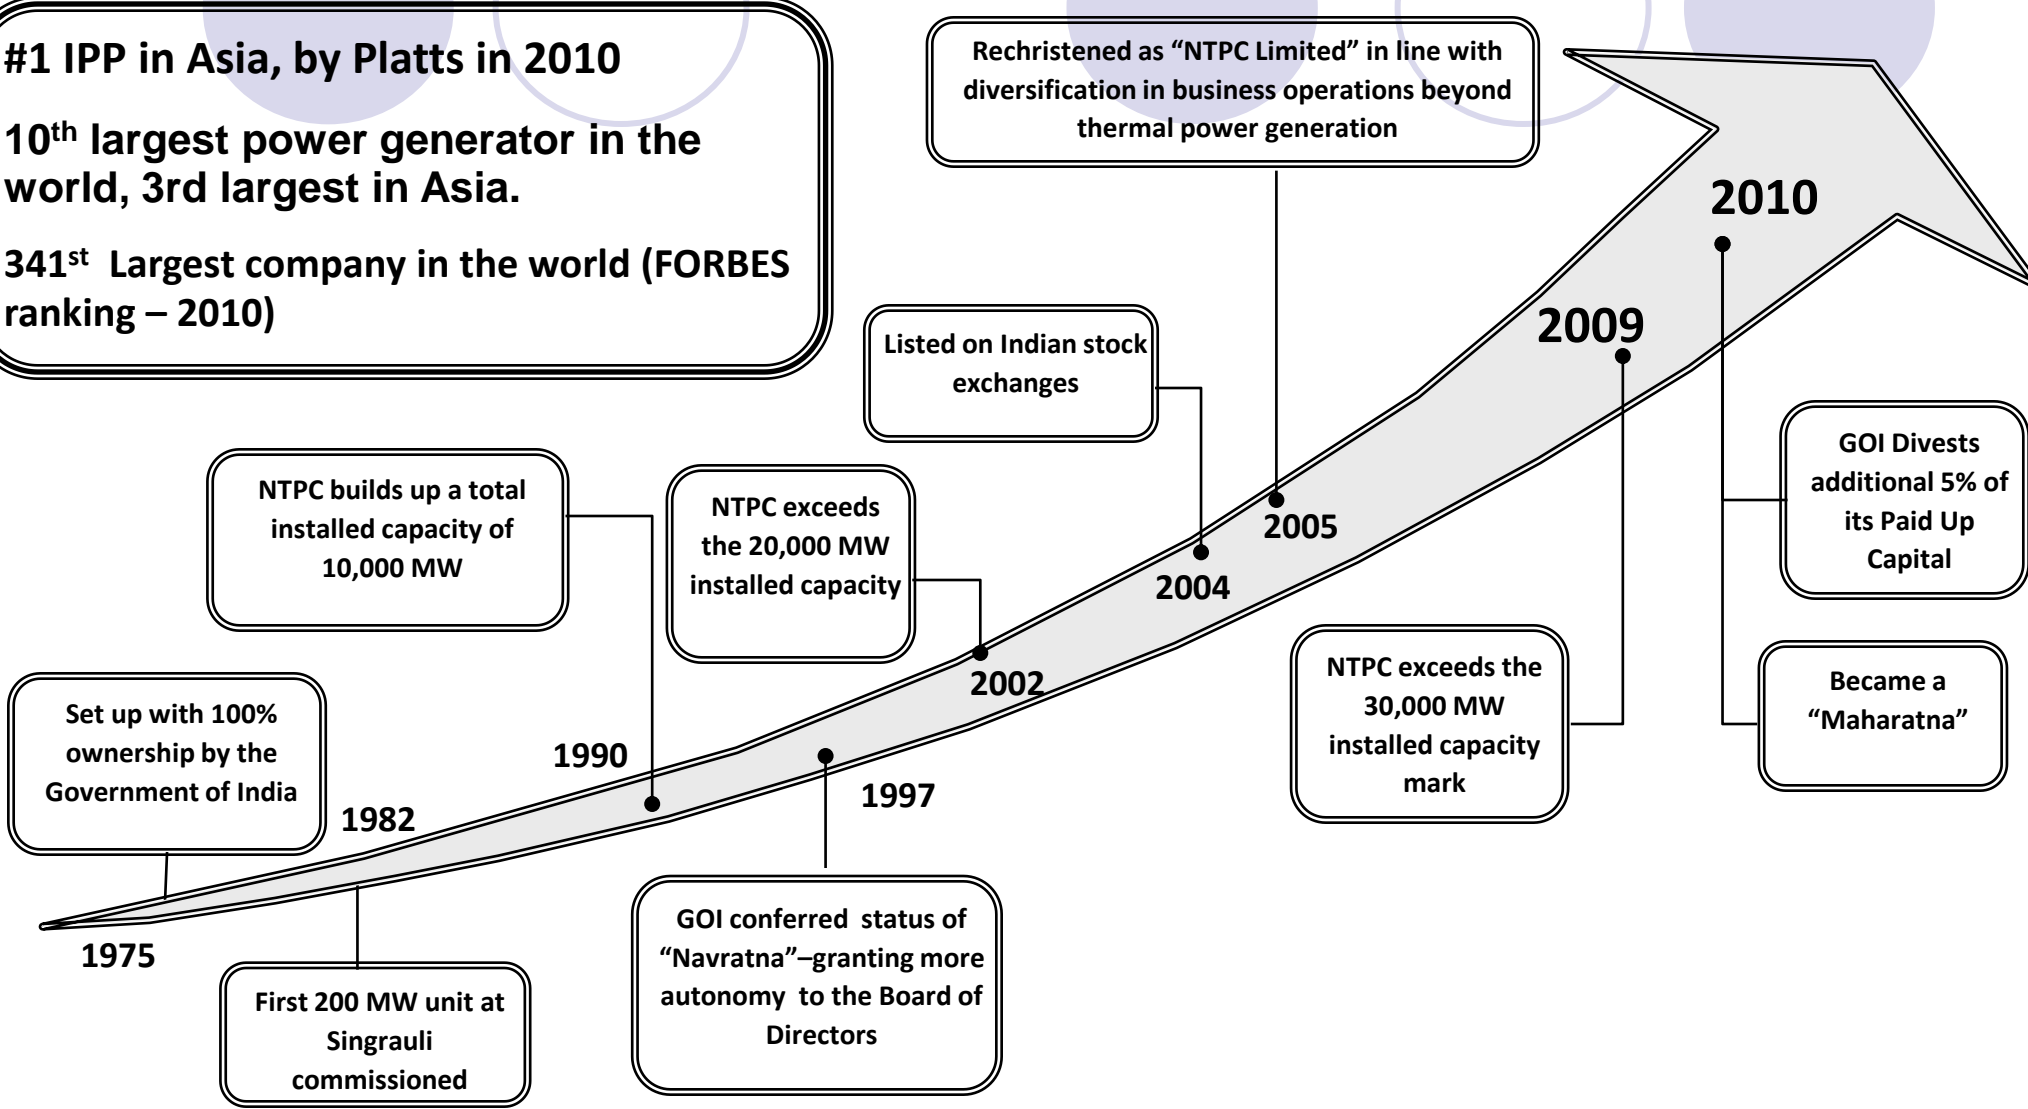 #1 IPP in Asia, by Platts in 2010
10th largest power generator in the
world, 3rd largest in Asia.
341st Largest company in the world (FORBES
ranking – 2010)
Rechristened as “NTPC Limited” in line with
diversification in business operations beyond
thermal power generation
2010
2009
Listed on Indian stock
exchanges
GOI Divests
additional 5% of
its Paid Up
Capital
NTPC builds up a total
installed capacity of
10,000 MW
NTPC exceeds
the 20,000 MW
installed capacity
2005
2004
2002
NTPC exceeds the
30,000 MW
installed capacity
mark
Became a
“Maharatna”
Set up with 100%
ownership by the
Government of India
1990
1982
1997
1975
GOI conferred status of
“Navratna”–granting more
autonomy to the Board of
Directors
First 200 MW unit at
Singrauli
commissioned